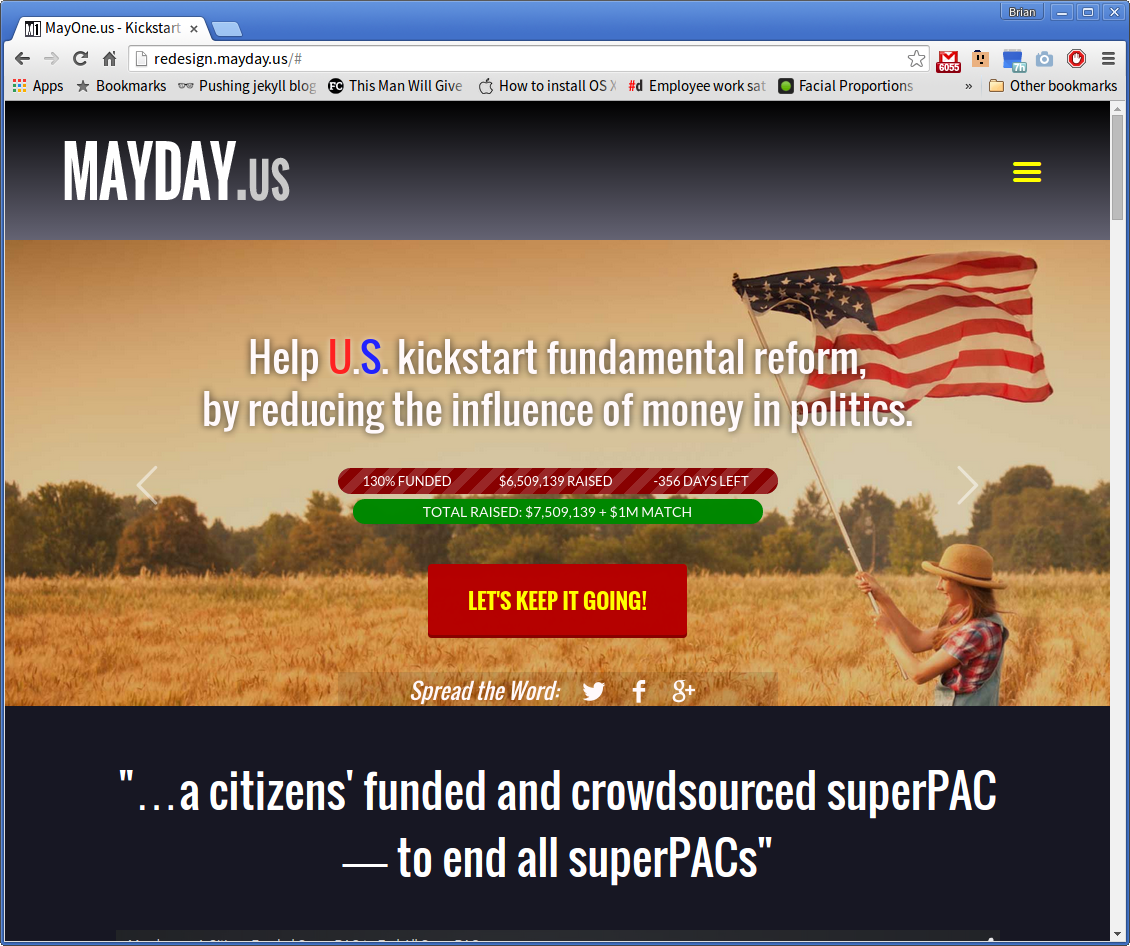 Brian
MayOne.us - Kickstart
redesign.mayday.us/#
6055
7h
Apps
Bookmarks
Pushing jekyll blog
FC
This Man Will Give
How to install OS X
#d
Employee work sat
Facial Proportions
»
Other bookmarks
MAYDAY.US
Help U.S. kickstart fundamental reform,
by reducing the influence of money in politics.
130% FUNDED $6,509,139 RAISED -356 DAYS LEFT
TOTAL RAISED: $7,509,139 + $1M MATCH
LET'S KEEP IT GOING!
Spread the Word:
"…a citizens' funded and crowdsourced superPAC
— to end all superPACs"